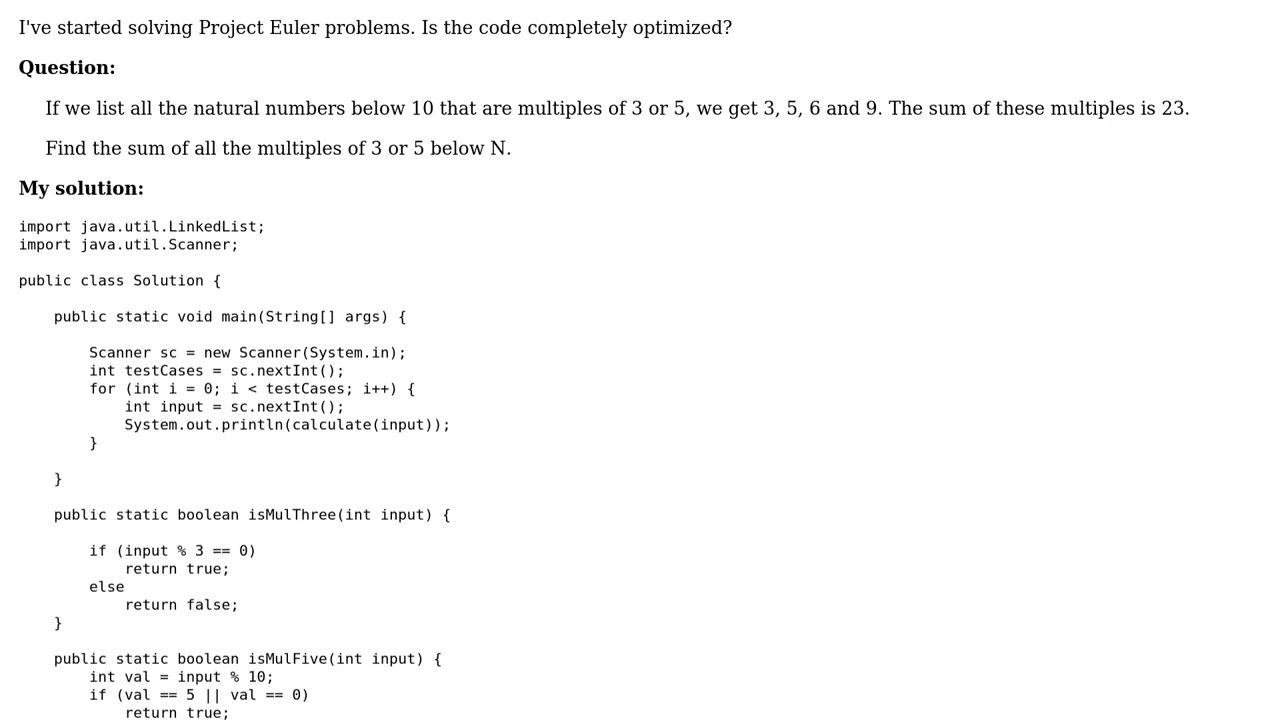 I've started solving Project Euler problems. Is the code completely optimized?
Question:
If we list all the natural numbers below 10 that are multiples of 3 or 5, we get 3, 5, 6 and 9. The sum of these multiples is 23.
Find the sum of all the multiples of 3 or 5 below N.
My solution:
import java.util.LinkedList;
import java.util.Scanner;
public class Solution {
    public static void main(String[] args) {
        Scanner sc = new Scanner(System.in);
        int testCases = sc.nextInt();
        for (int i = 0; i < testCases; i++) {
            int input = sc.nextInt();
            System.out.println(calculate(input));
        }
    }
    public static boolean isMulThree(int input) {
        if (input % 3 == 0)
            return true;
        else
            return false;
    }
    public static boolean isMulFive(int input) {
        int val = input % 10;
        if (val == 5 || val == 0)
            return true;